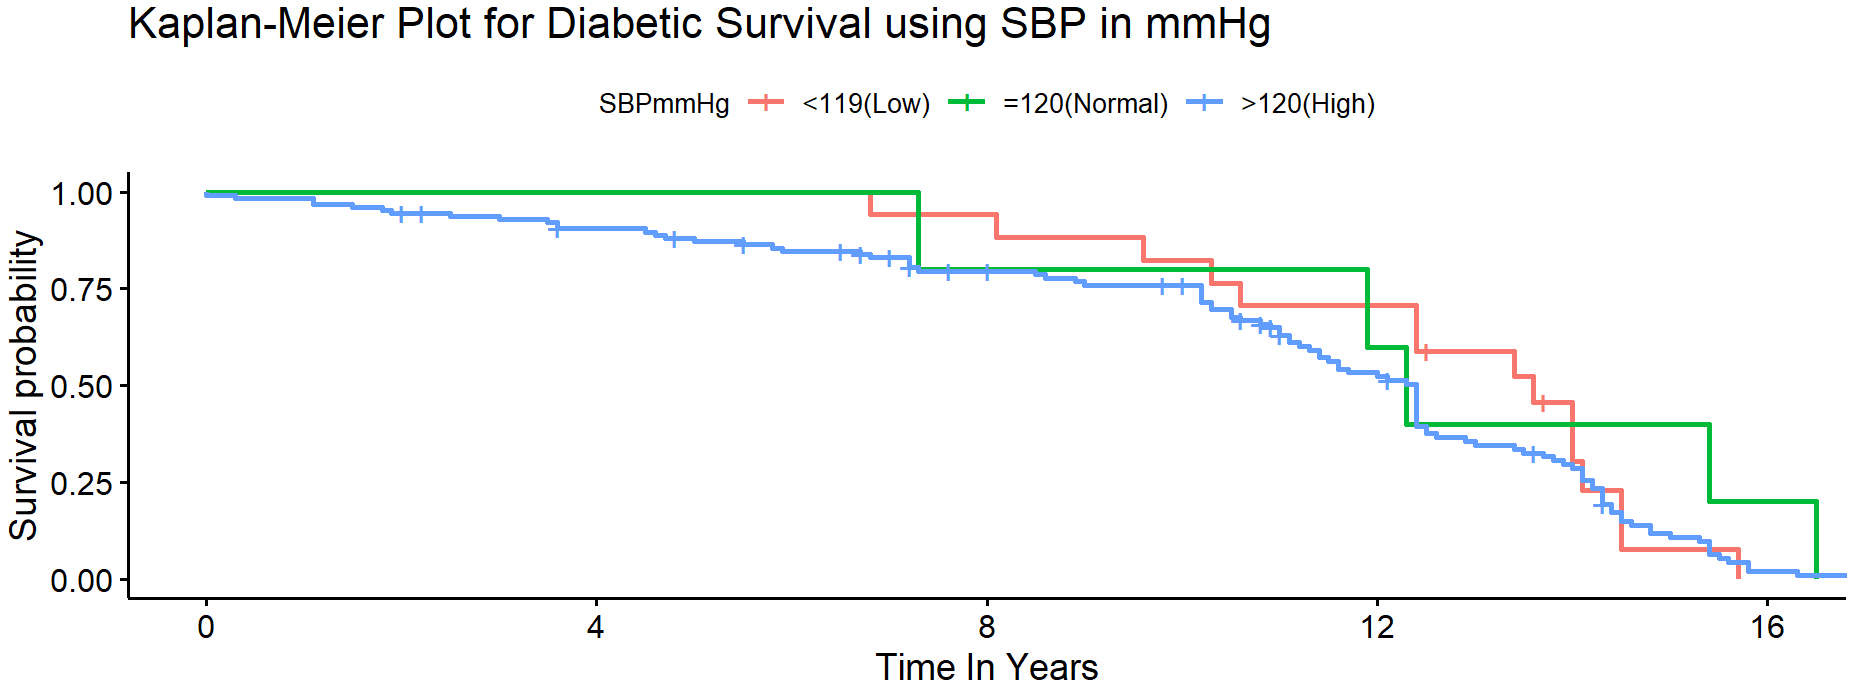 Kaplan-Meier Plot for Diabetic Survival using SBP in mmHg
SBPmmHg <119(Low) =120(Normal) >120(High)
1.00
0.75
0.50
0.25
0.00
Survival probability
0 4 8 12 16
Time In Years